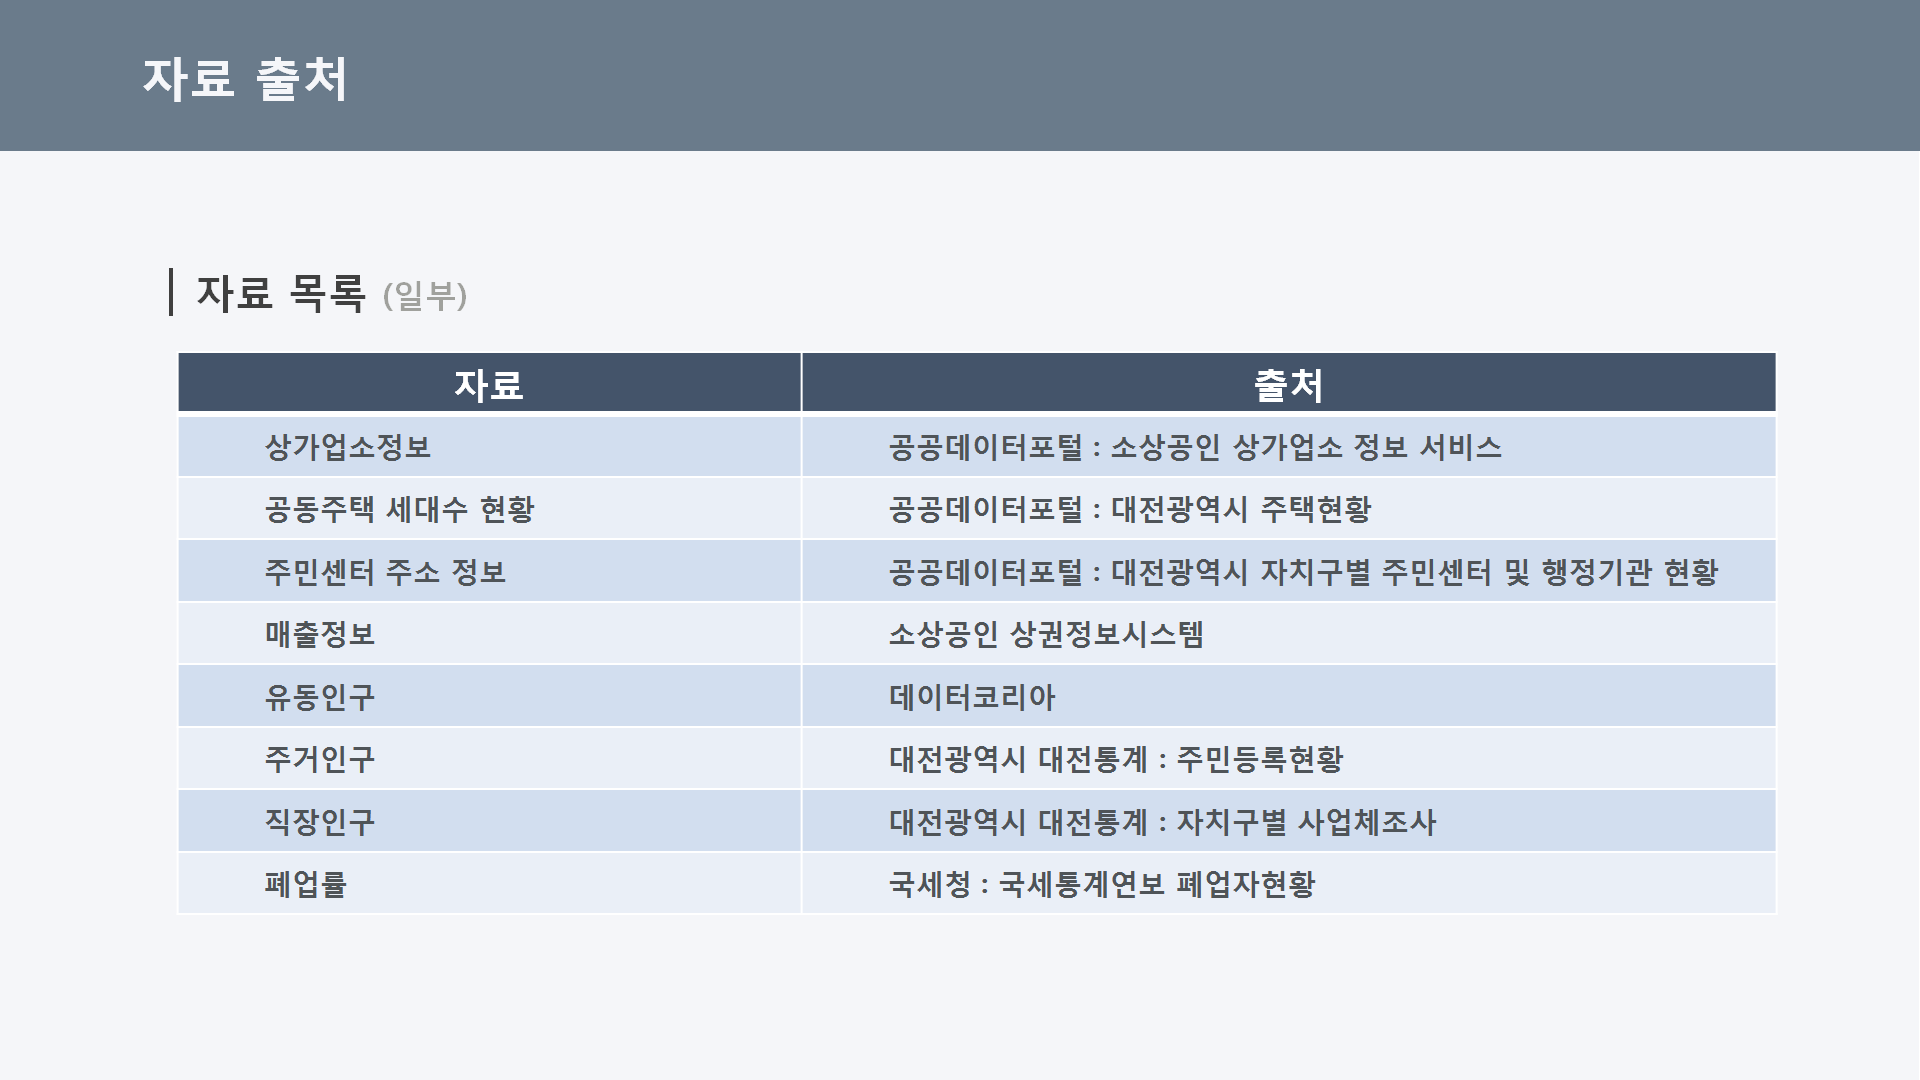 자료 출처
자료 목록 (일부)
자료 출처
상가업소정보 공공데이터포털 : 소상공인 상가업소 정보 서비스
공동주택 세대수 현황 공공데이터포털 : 대전광역시 주택현황
주민센터 주소 정보 공공데이터포털 : 대전광역시 자치구별 주민센터 및 행정기관 현황
매출정보 소상공인 상권정보시스템
유동인구 데이터코리아
주거인구 대전광역시 대전통계 : 주민등록현황
직장인구 대전광역시 대전통계 : 자치구별 사업체조사
폐업률 국세청 : 국세통계연보 폐업자현황